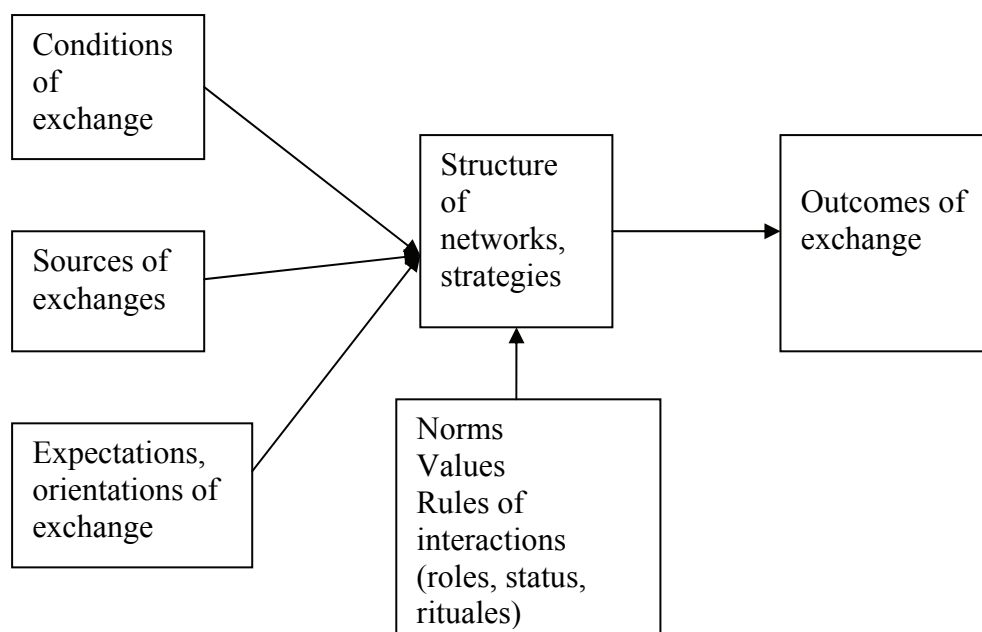 Conditions
of
exchange
Sources of
exchanges
Expectations,
orientations of
exchange
Structure
of
networks,
strategies
Norms
Values
Rules of
interactions
(roles, status,
rituales)
Outcomes of
exchange